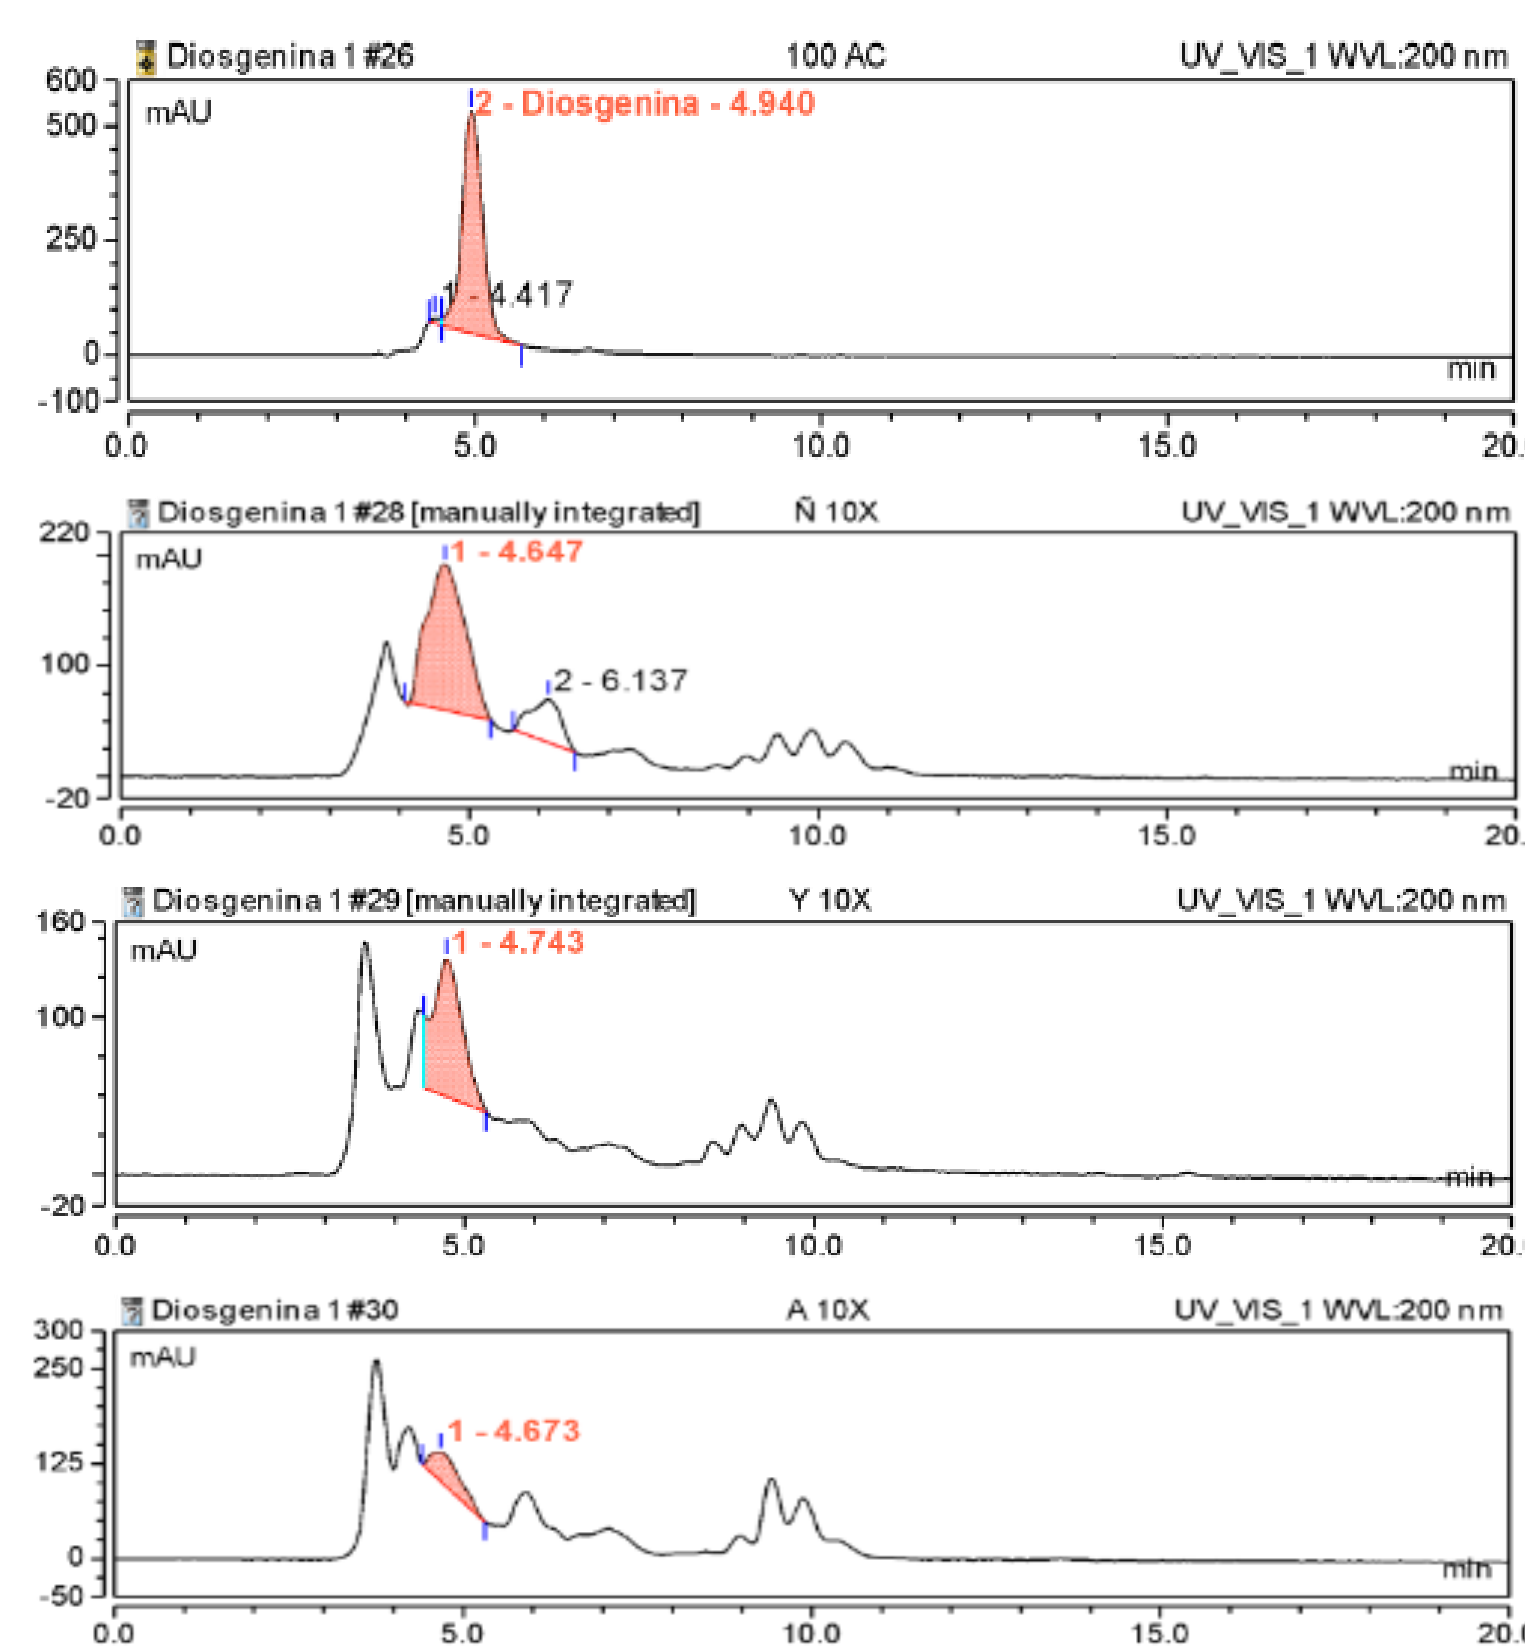 Diosgenina 1 #26 100 AC UV_VIS_1 WVL:200 nm
600
mAU
2 - Diosgenina - 4.940
500
250
1 - 4.417
0
min
-100
0.0 5.0 10.0 15.0 20.
Diosgenina 1 #28 [manually integrated] Ñ 10X UV_VIS_1 WVL:200 nm
220
mAU
1 - 4.647
100
2 - 6.137
min
-20
0.0 5.0 10.0 15.0 20.
Diosgenina 1 #29 [manually integrated] Y 10X UV_VIS_1 WVL:200 nm
160
mAU
1 - 4.743
100
min
-20
0.0 5.0 10.0 15.0 20.
Diosgenina 1 #30 A 10X UV_VIS_1 WVL:200 nm
300
mAU
250
1 - 4.673
125
0
min
-50
0.0 5.0 10.0 15.0 20.0